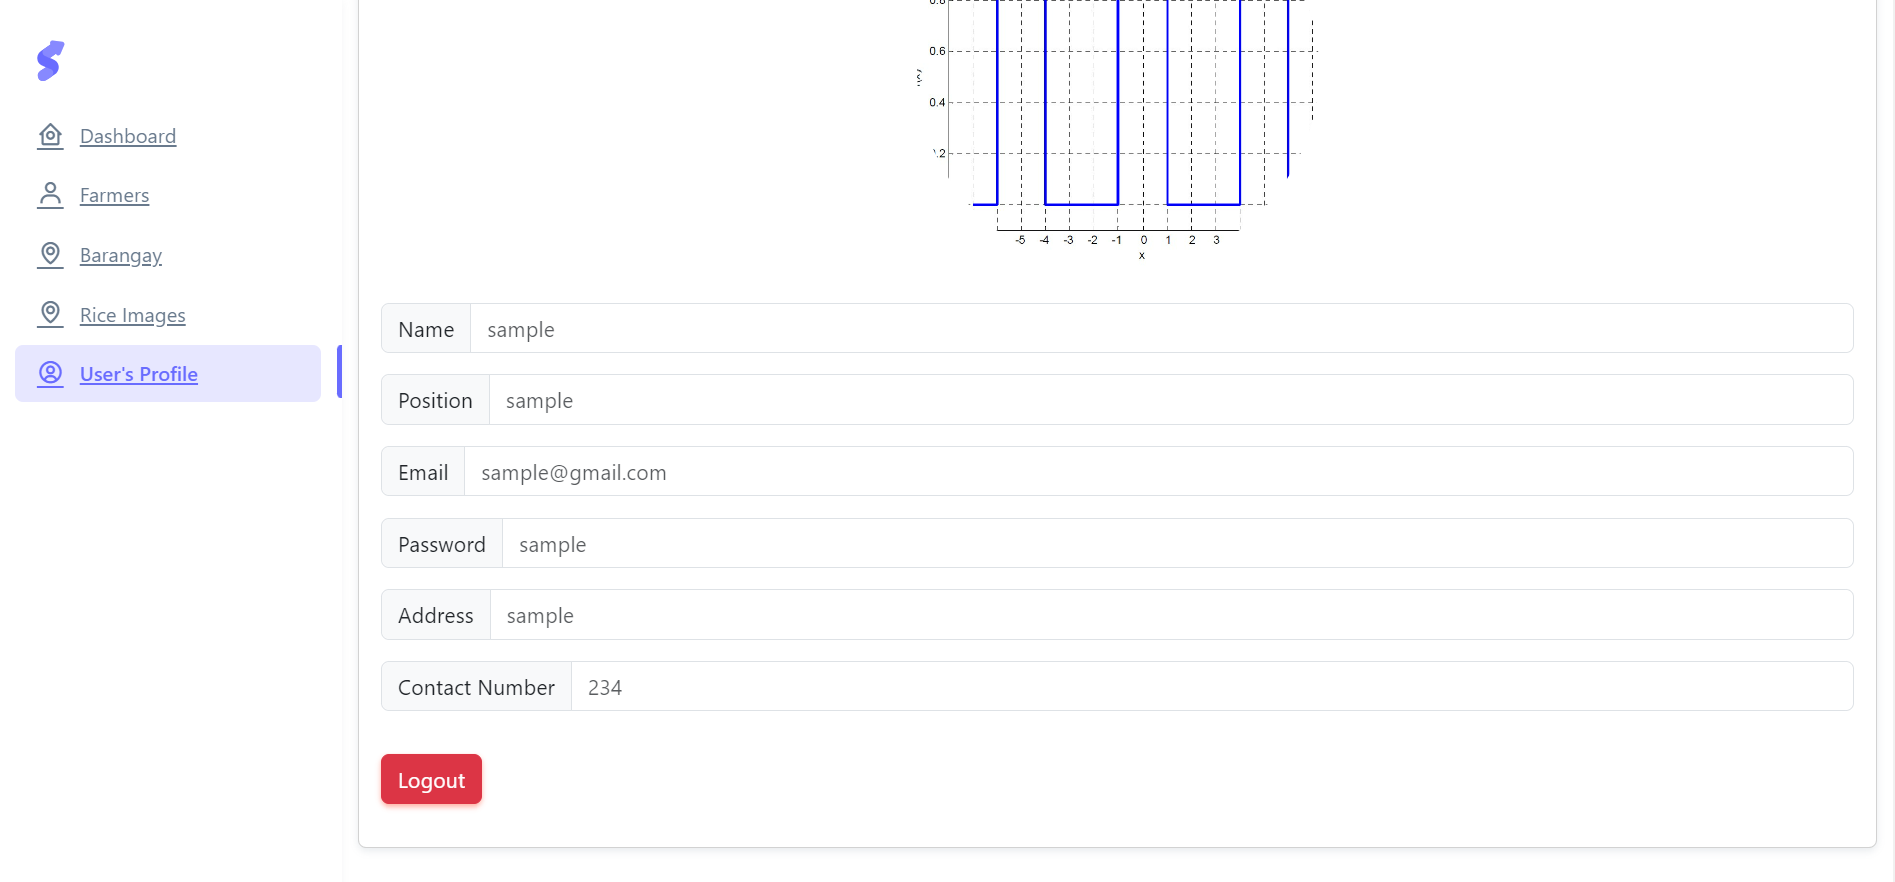 Dashboard
Farmers
Barangay
Rice Images
User's Profile
0.8
0.6
0.4
.2
-5 -4 -3 -2 -1 0 1 2 3
x
Name sample
Position sample
Email sample@gmail.com
Password sample
Address sample
Contact Number 234
Logout